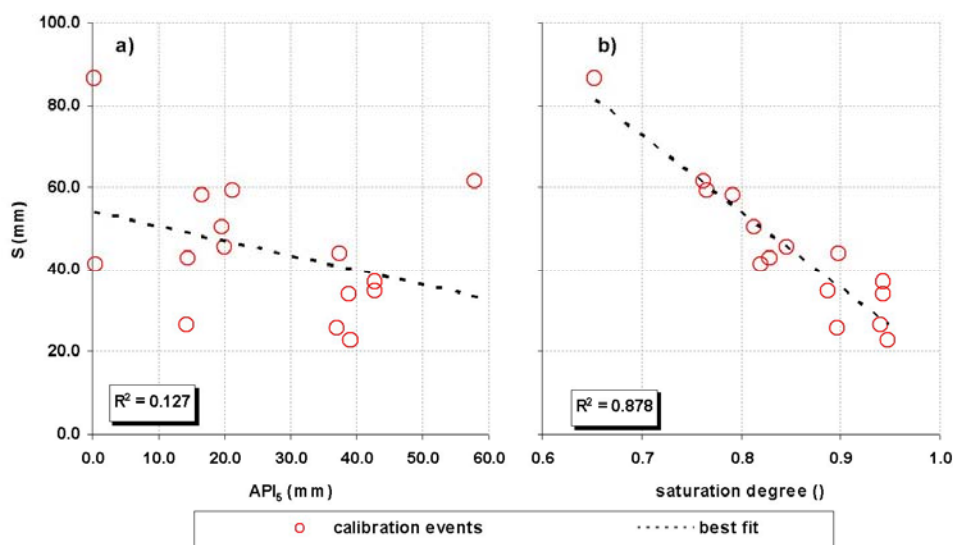 100.0
80.0
60.0
40.0
20.0
0.0
S (mm)
a)
R² = 0.127
0.0 10.0 20.0 30.0 40.0 50.0 60.0
API₅ (mm)
b)
R² = 0.878
0.6 0.7 0.8 0.9 1.0
saturation degree ()
calibration events best fit